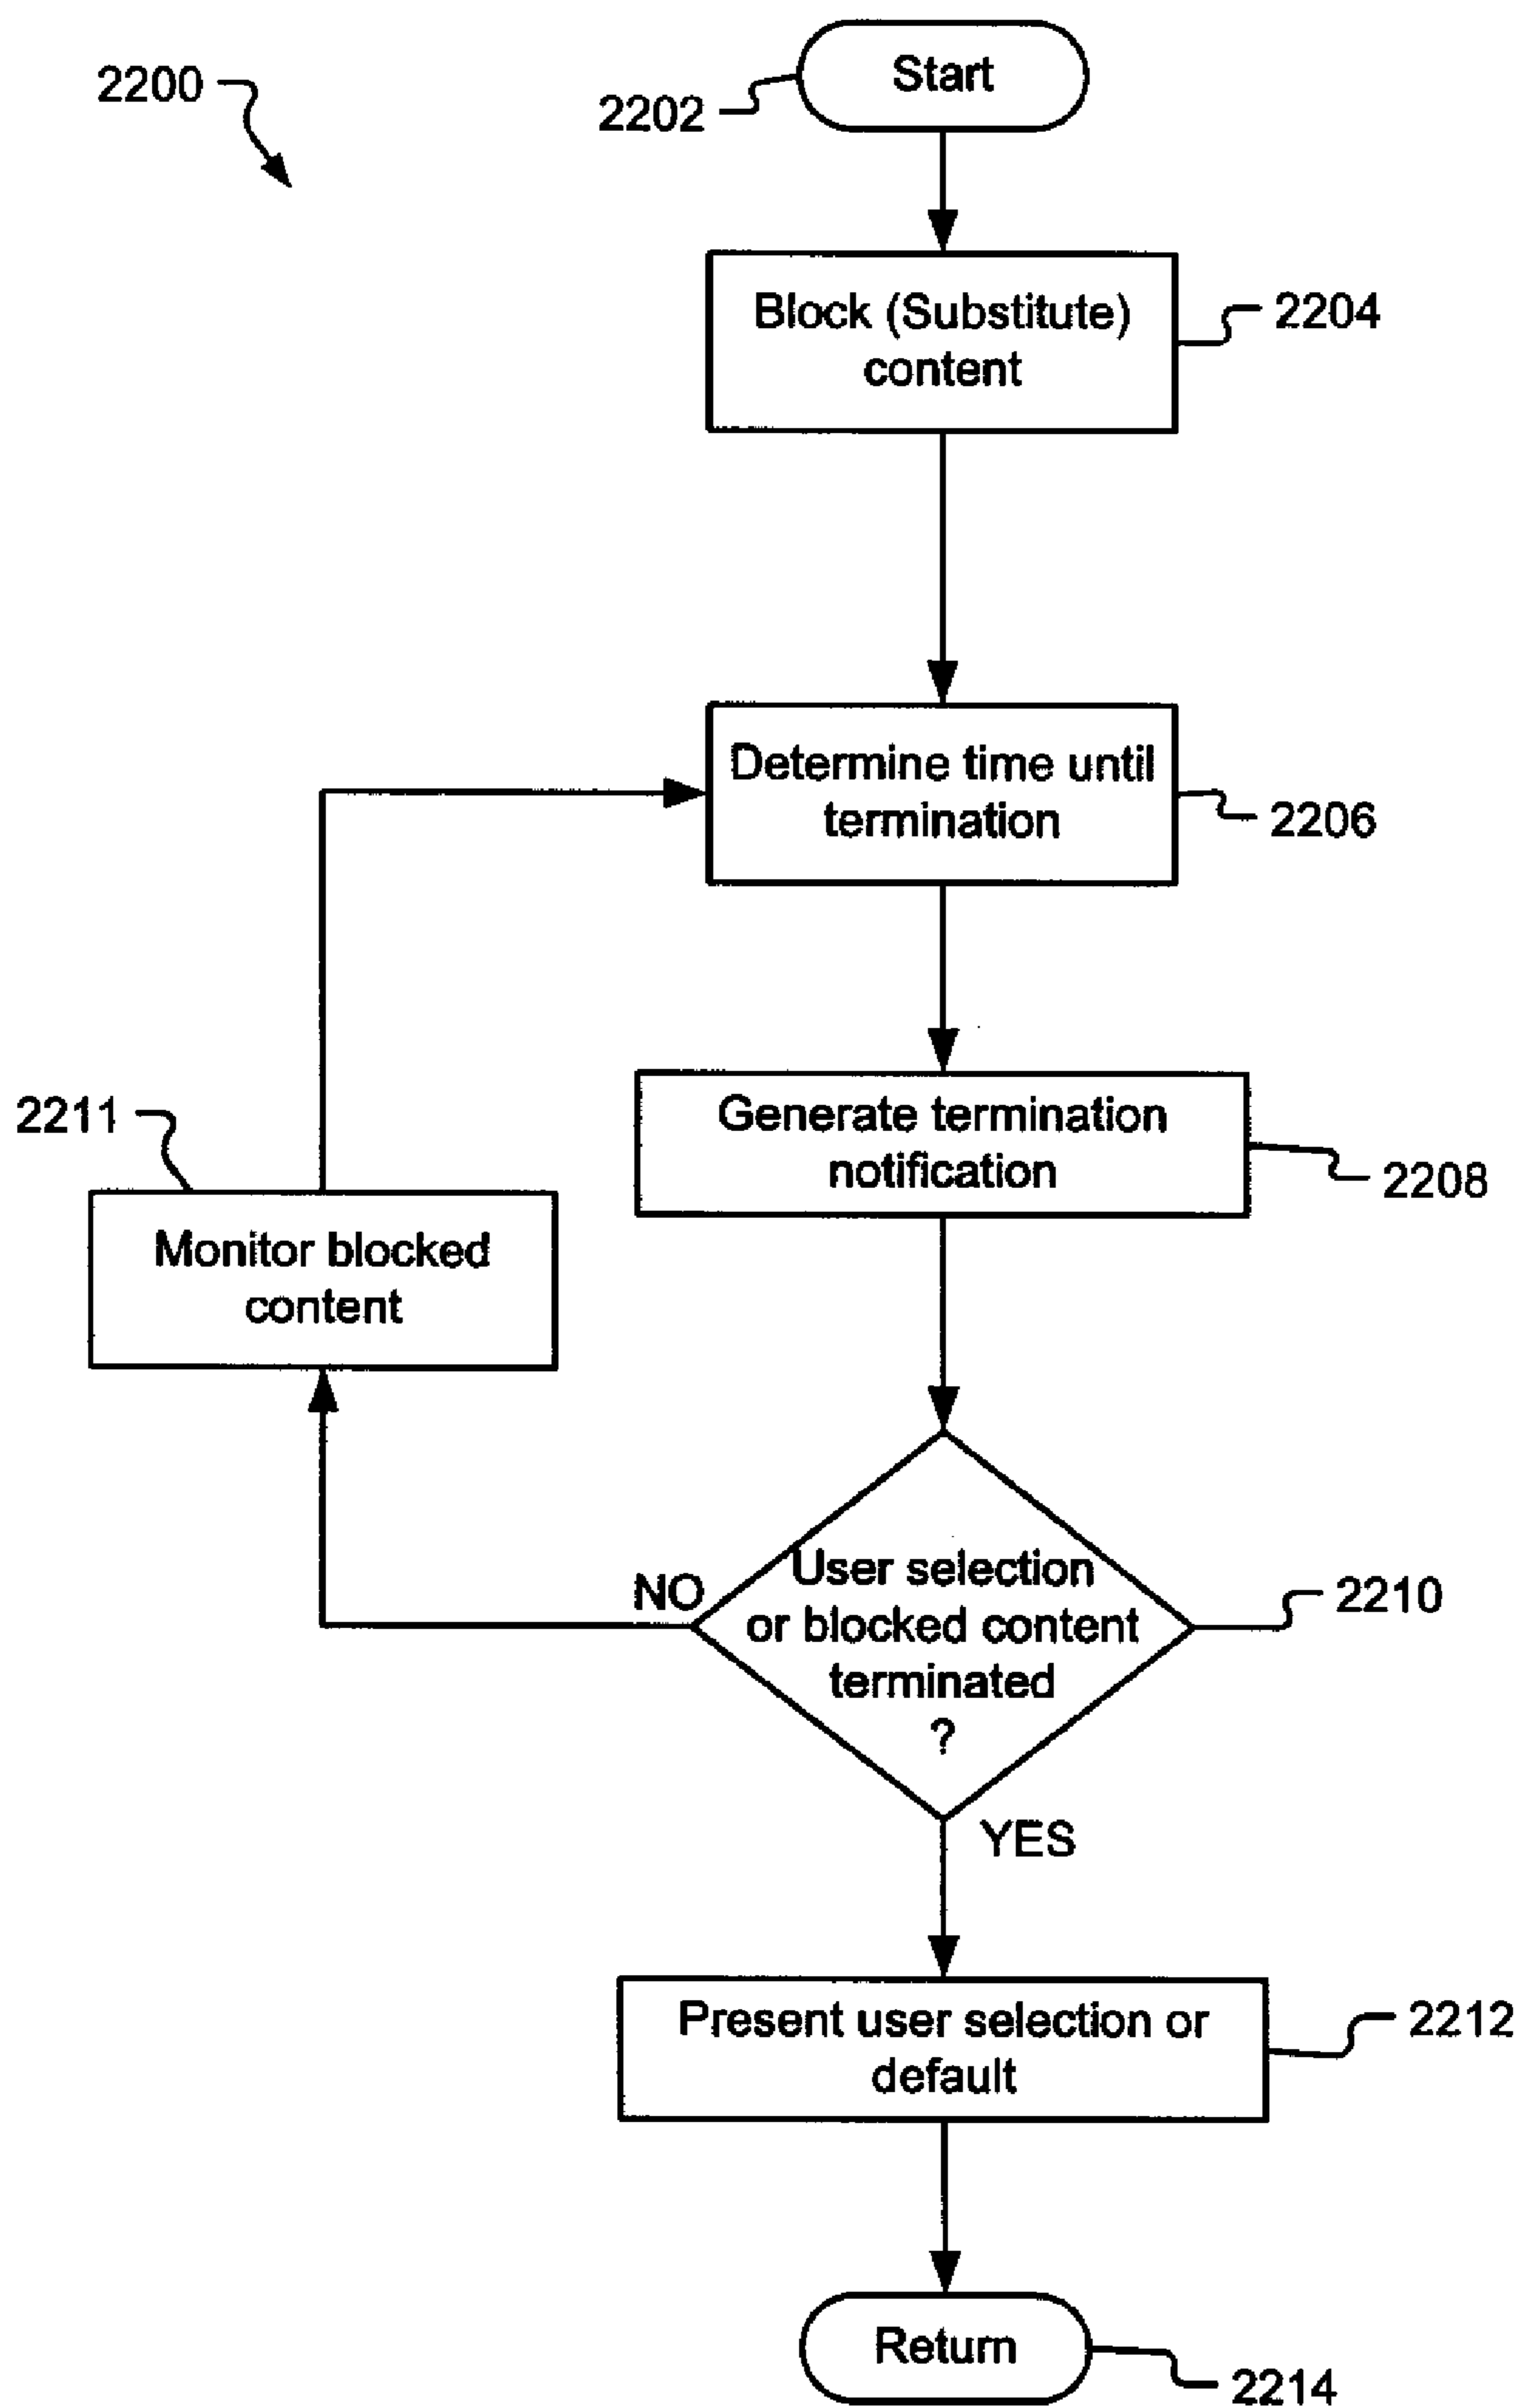 2200
Start
2202
Block (Substitute)
content
2204
Determine time until
termination
2206
Generate termination
notification
2208
2211
Monitor blocked
content
NO
User selection
or blocked content
terminated
?
2210
YES
Present user selection or
default
2212
Return
2214